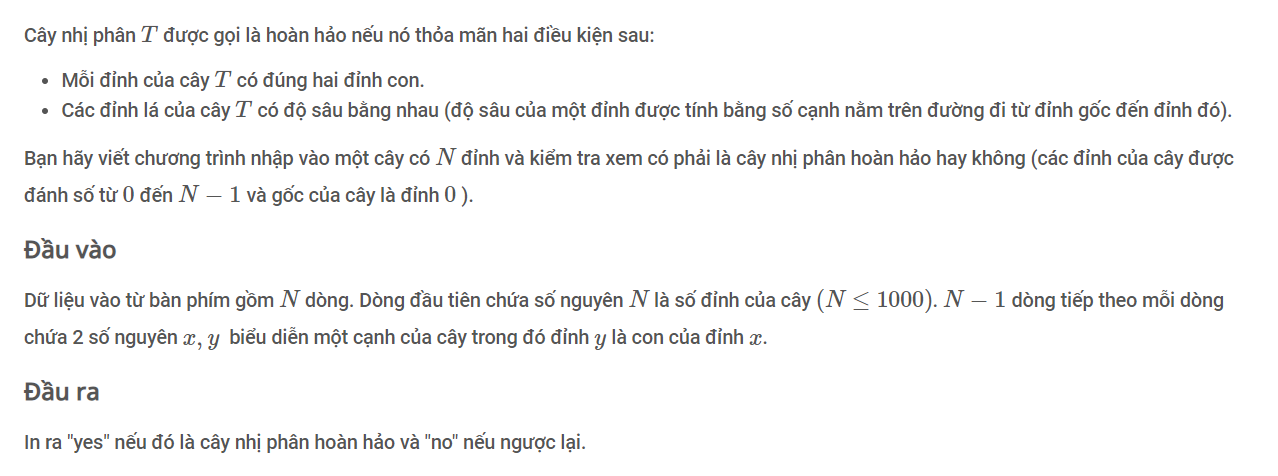 Cây nhị phân T được gọi là hoàn hảo nếu nó thỏa mãn hai điều kiện sau:
• Mỗi đỉnh của cây T có đúng hai đỉnh con.
• Các đỉnh lá của cây T có độ sâu bằng nhau (độ sâu của một đỉnh được tính bằng số cạnh nằm trên đường đi từ đỉnh gốc đến đỉnh đó).
Bạn hãy viết chương trình nhập vào một cây có N đỉnh và kiểm tra xem có phải là cây nhị phân hoàn hảo hay không (các đỉnh của cây được
đánh số từ 0 đến N − 1 và gốc của cây là đỉnh 0 ).
Đầu vào
Dữ liệu vào từ bàn phím gồm N dòng. Dòng đầu tiên chứa số nguyên N là số đỉnh của cây (N ≤ 1000). N − 1 dòng tiếp theo mỗi dòng
chứa 2 số nguyên x, y biểu diễn một cạnh của cây trong đó đỉnh y là con của đỉnh x.
Đầu ra
In ra "yes" nếu đó là cây nhị phân hoàn hảo và "no" nếu ngược lại.